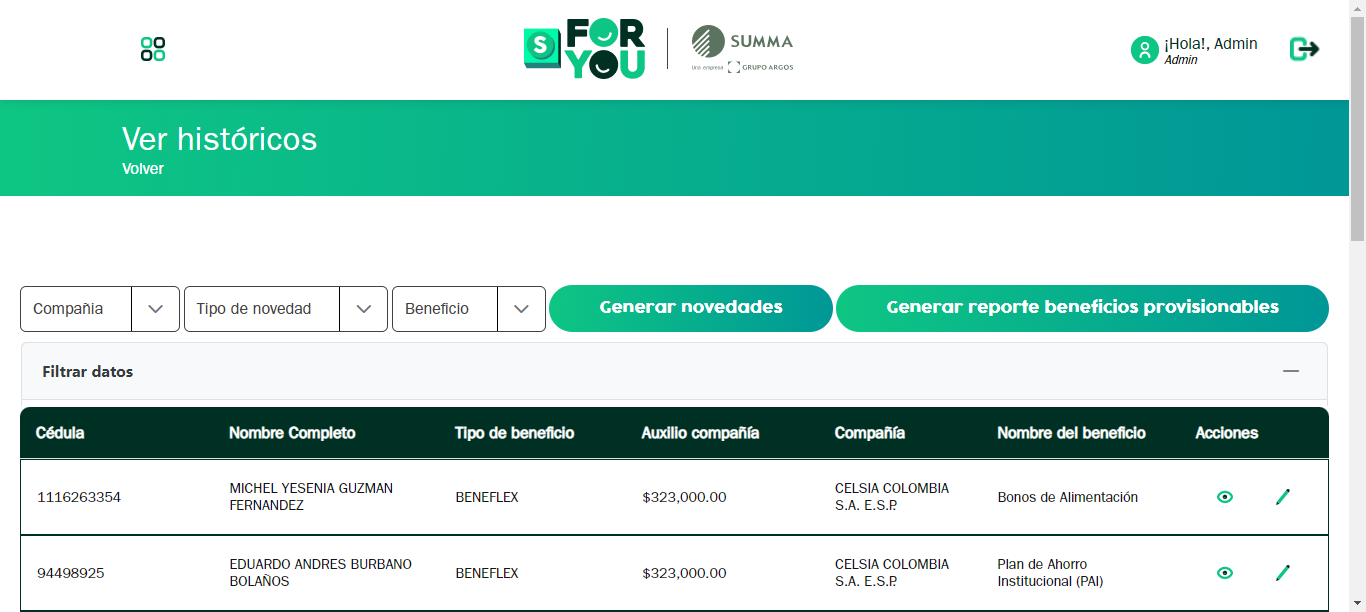 S FOR YOU
SUMMA
Una empresa GRUPO ARGOS
¡Hola!, Admin
Admin
Ver históricos
Volver
Compañia Tipo de novedad Beneficio Generar novedades Generar reporte beneficios provisionables
Filtrar datos
Cédula Nombre Completo Tipo de beneficio Auxilio compañía Compañía Nombre del beneficio Acciones
1116263354 MICHEL YESENIA GUZMAN FERNANDEZ BENEFLEX $323,000.00 CELSIA COLOMBIA S.A. E.S.P. Bonos de Alimentación
94498925 EDUARDO ANDRES BURBANO BOLAÑOS BENEFLEX $323,000.00 CELSIA COLOMBIA S.A. E.S.P. Plan de Ahorro Institucional (PAI)